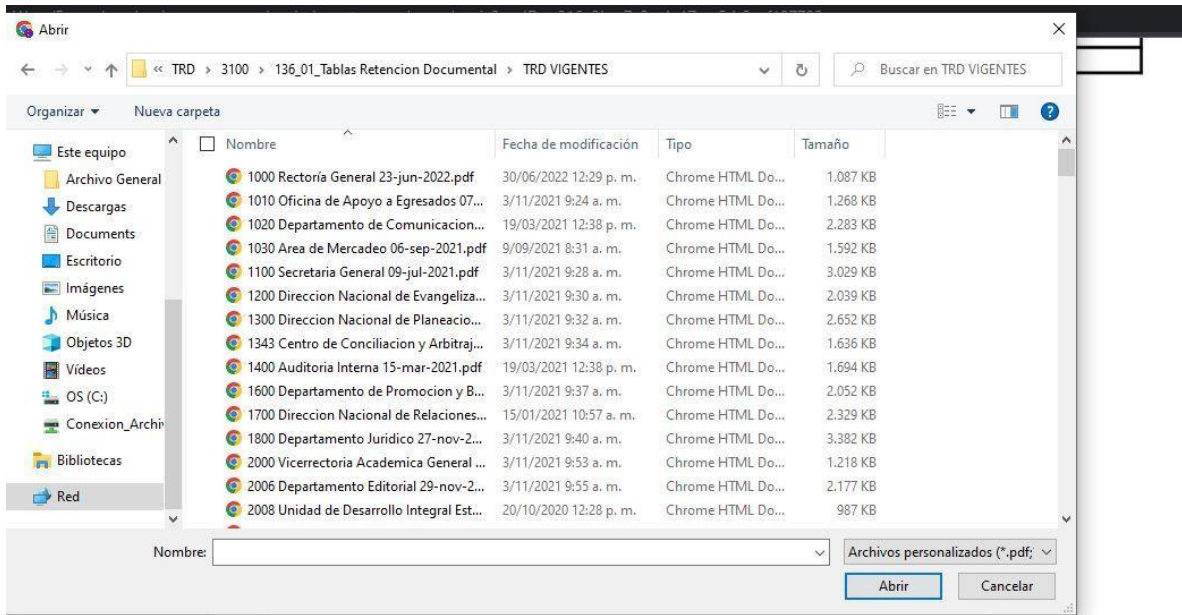 Abrir
« TRD › 3100 › 136_01_Tablas Retencion Documental › TRD VIGENTES
Buscar en TRD VIGENTES
Organizar
Nueva carpeta
Este equipo
Archivo General
Descargas
Documents
Escritorio
Imágenes
Música
Objetos 3D
Vídeos
OS (C:)
Conexion_Archiv
Bibliotecas
Red
Nombre Fecha de modificación Tipo Tamaño
1000 Rectoría General 23-jun-2022.pdf 30/06/2022 12:29 p. m. Chrome HTML Do... 1.087 KB
1010 Oficina de Apoyo a Egresados 07... 3/11/2021 9:24 a. m. Chrome HTML Do... 1.268 KB
1020 Departamento de Comunicacion... 19/03/2021 12:38 p. m. Chrome HTML Do... 2.283 KB
1030 Area de Mercadeo 06-sep-2021.pdf 9/09/2021 8:31 a. m. Chrome HTML Do... 1.592 KB
1100 Secretaria General 09-jul-2021.pdf 3/11/2021 9:28 a. m. Chrome HTML Do... 3.029 KB
1200 Direccion Nacional de Evangeliza... 3/11/2021 9:30 a. m. Chrome HTML Do... 2.039 KB
1300 Direccion Nacional de Planeacio... 3/11/2021 9:32 a. m. Chrome HTML Do... 2.652 KB
1343 Centro de Conciliacion y Arbitraj... 3/11/2021 9:34 a. m. Chrome HTML Do... 1.636 KB
1400 Auditoria Interna 15-mar-2021.pdf 19/03/2021 12:38 p. m. Chrome HTML Do... 1.694 KB
1600 Departamento de Promocion y B... 3/11/2021 9:37 a. m. Chrome HTML Do... 2.052 KB
1700 Direccion Nacional de Relaciones... 15/01/2021 10:57 a. m. Chrome HTML Do... 2.329 KB
1800 Departamento Juridico 27-nov-2... 3/11/2021 9:40 a. m. Chrome HTML Do... 3.382 KB
2000 Vicerrectoria Academica General ... 3/11/2021 9:53 a. m. Chrome HTML Do... 1.218 KB
2006 Departamento Editorial 29-nov-2... 3/11/2021 9:55 a. m. Chrome HTML Do... 2.177 KB
2008 Unidad de Desarrollo Integral Est... 20/10/2020 12:28 p. m. Chrome HTML Do... 987 KB
Nombre:
Archivos personalizados (*.pdf;
Abrir
Cancelar